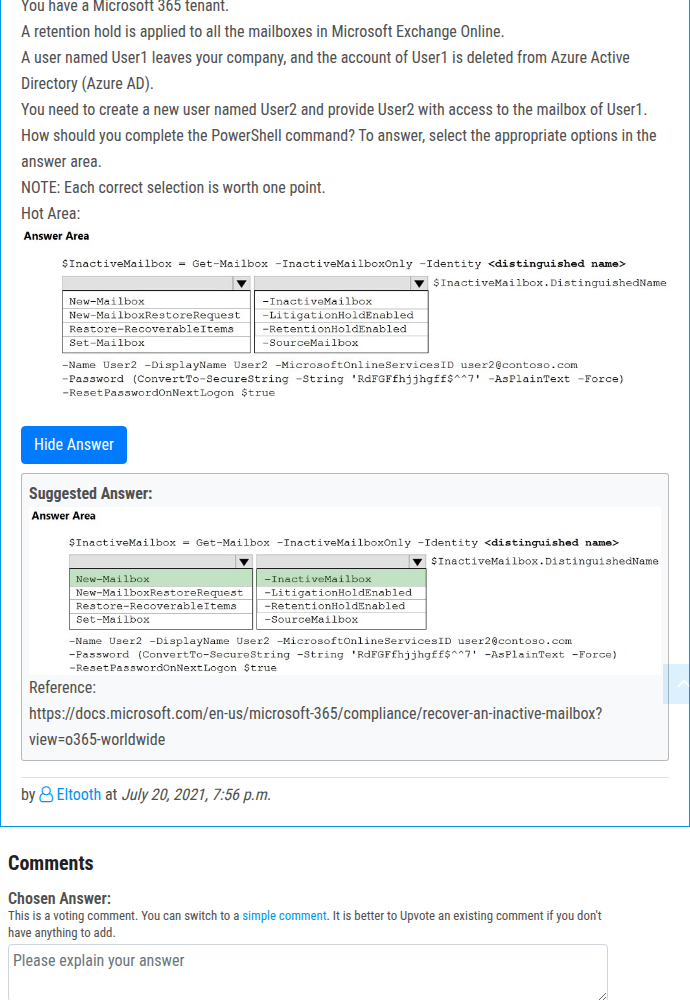 You have a Microsoft 365 tenant.
A retention hold is applied to all the mailboxes in Microsoft Exchange Online.
A user named User1 leaves your company, and the account of User1 is deleted from Azure Active
Directory (Azure AD).
You need to create a new user named User2 and provide User2 with access to the mailbox of User1.
How should you complete the PowerShell command? To answer, select the appropriate options in the
answer area.
NOTE: Each correct selection is worth one point.
Hot Area:
Answer Area
$InactiveMailbox = Get-Mailbox -InactiveMailboxOnly -Identity <distinguished name>
$InactiveMailbox.DistinguishedName
New-Mailbox
New-MailboxRestoreRequest
Restore-RecoverableItems
Set-Mailbox
-InactiveMailbox
-LitigationHoldEnabled
-RetentionHoldEnabled
-SourceMailbox
-Name User2 -DisplayName User2 -MicrosoftOnlineServicesID user2@contoso.com
-Password (ConvertTo-SecureString -String 'RdFGFfhjjhgff$^^7' -AsPlainText -Force)
-ResetPasswordOnNextLogon $true
Hide Answer
Suggested Answer:
Answer Area
$InactiveMailbox = Get-Mailbox -InactiveMailboxOnly -Identity <distinguished name>
$InactiveMailbox.DistinguishedName
New-Mailbox
New-MailboxRestoreRequest
Restore-RecoverableItems
Set-Mailbox
-InactiveMailbox
-LitigationHoldEnabled
-RetentionHoldEnabled
-SourceMailbox
-Name User2 -DisplayName User2 -MicrosoftOnlineServicesID user2@contoso.com
-Password (ConvertTo-SecureString -String 'RdFGFfhjjhgff$^^7' -AsPlainText -Force)
-ResetPasswordOnNextLogon $true
Reference:
https://docs.microsoft.com/en-us/microsoft-365/compliance/recover-an-inactive-mailbox?
view=o365-worldwide
by Eltooth at July 20, 2021, 7:56 p.m.
Comments
Chosen Answer:
This is a voting comment. You can switch to a simple comment. It is better to Upvote an existing comment if you don't
have anything to add.
Please explain your answer